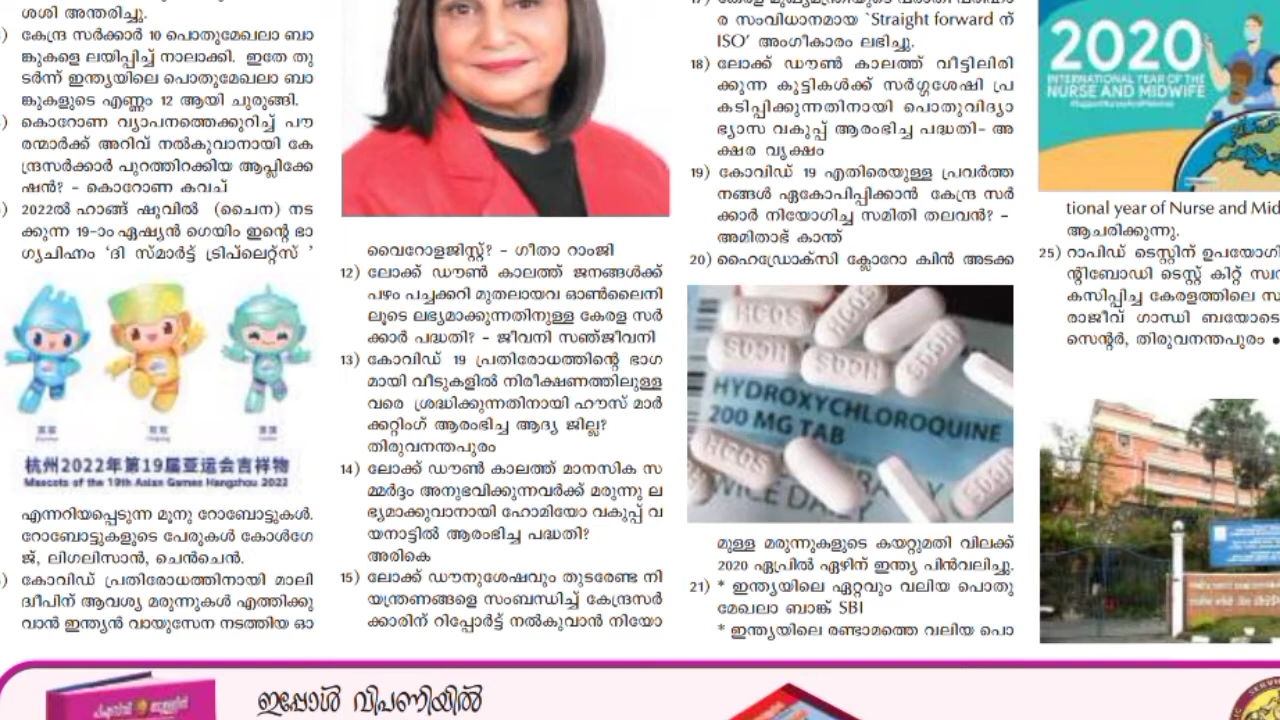 ശശി അന്തരിച്ചു.
കേന്ദ്ര സർക്കാർ 10 പൊതുമേഖലാ ബാ
ങ്കുകളെ ലയിപ്പിച്ച് നാലാക്കി. ഇതേ തു
ടർന്ന് ഇന്ത്യയിലെ പൊതുമേഖലാ ബാ
ങ്കുകളുടെ എണ്ണം 12 ആയി ചുരുങ്ങി.
കൊറോണ വ്യാപനത്തെക്കുറിച്ച് പൗ
രന്മാർക്ക് അറിവ് നൽകുവാനായി കേ
ന്ദ്രസർക്കാർ പുറത്തിറക്കിയ ആപ്ലിക്കേ
ഷൻ? - കൊറോണ കവച്
2022ൽ ഹാങ്ങ് ഷുവിൽ (ചൈന) നട
ക്കുന്ന 19-ാം ഏഷ്യൻ ഗെയിം ഇന്റെ ഭാ
ഗ്യചിഹ്നം 'ദി സ്മാർട്ട് ട്രിപ്ലെറ്റ്സ് '
杭州2022年第19届亚运会吉祥物
Mascots of the 19th Asian Games Hangzhou 2022
എന്നറിയപ്പെടുന്ന മൂന്നു റോബോട്ടുകൾ.
റോബോട്ടുകളുടെ പേരുകൾ കോൾഗേ
ജ്, ലിഗലിസാൻ, ചെൻചെൻ.
കോവിഡ് പ്രതിരോധത്തിനായി മാലി
ദ്വീപിന് ആവശ്യ മരുന്നുകൾ എത്തിക്കു
വാൻ ഇന്ത്യൻ വായുസേന നടത്തിയ ഓ
വൈറോളജിസ്റ്റ്? - ഗീതാ റാംജി
12) ലോക്ക് ഡൗൺ കാലത്ത് ജനങ്ങൾക്ക്
പഴം പച്ചക്കറി മുതലായവ ഓൺലൈനി
ലൂടെ ലഭ്യമാക്കുന്നതിനുള്ള കേരള സർ
ക്കാർ പദ്ധതി? - ജീവനി സഞ്ജീവനി
13) കോവിഡ് 19 പ്രതിരോധത്തിന്റെ ഭാഗ
മായി വീടുകളിൽ നിരീക്ഷണത്തിലുള്ള
വരെ ശ്രദ്ധിക്കുന്നതിനായി ഹൗസ് മാർ
ക്കറ്റിംഗ് ആരംഭിച്ച ആദ്യ ജില്ല?
തിരുവനന്തപുരം
14) ലോക്ക് ഡൗൺ കാലത്ത് മാനസിക സ
മ്മർദ്ദം അനുഭവിക്കുന്നവർക്ക് മരുന്നു ല
ഭ്യമാക്കുവാനായി ഹോമിയോ വകുപ്പ് വ
യനാട്ടിൽ ആരംഭിച്ച പദ്ധതി?
അരികെ
15) ലോക്ക് ഡൗനുശേഷവും തുടരേണ്ട നി
യന്ത്രണങ്ങളെ സംബന്ധിച്ച് കേന്ദ്രസർ
ക്കാരിന് റിപ്പോർട്ട് നൽകുവാൻ നിയോ
17) കേരള മുഖ്യമന്ത്രിയുടെ പരാതി പരിഹാ
ര സംവിധാനമായ 'Straight forward ന്
ISO' അംഗീകാരം ലഭിച്ചു.
18) ലോക്ക് ഡൗൺ കാലത്ത് വീട്ടിലിരി
ക്കുന്ന കുട്ടികൾക്ക് സർഗ്ഗശേഷി പ്ര
കടിപ്പിക്കുന്നതിനായി പൊതുവിദ്യാ
ഭ്യാസ വകുപ്പ് ആരംഭിച്ച പദ്ധതി- അ
ക്ഷര വൃക്ഷം
19) കോവിഡ് 19 എതിരെയുള്ള പ്രവർത്ത
നങ്ങൾ ഏകോപിപ്പിക്കാൻ കേന്ദ്ര സർ
ക്കാർ നിയോഗിച്ച സമിതി തലവൻ? -
അമിതാഭ് കാന്ത്
20) ഹൈഡ്രോക്സി ക്ലോറോ ക്വിൻ അടക്ക
HCQS
HYDROXYCHLOROQUINE
200 MG TAB
മുള്ള മരുന്നുകളുടെ കയറ്റുമതി വിലക്ക്
2020 ഏപ്രിൽ ഏഴിന് ഇന്ത്യ പിൻവലിച്ചു.
21) * ഇന്ത്യയിലെ ഏറ്റവും വലിയ പൊതു
മേഖലാ ബാങ്ക് SBI
* ഇന്ത്യയിലെ രണ്ടാമത്തെ വലിയ പൊ
2020
INTERNATIONAL YEAR OF THE
NURSE AND MIDWIFE
tional year of Nurse and Mid
ആചരിക്കുന്നു.
25) റാപിഡ് ടെസ്റ്റിന് ഉപയോഗി
ന്റിബോഡി ടെസ്റ്റ് കിറ്റ് സ്വ
കസിപ്പിച്ച കേരളത്തിലെ സ
രാജീവ് ഗാന്ധി ബയോടെ
സെന്റർ, തിരുവനന്തപുരം •
ഇപ്പോൾ വിപണിയിൽ